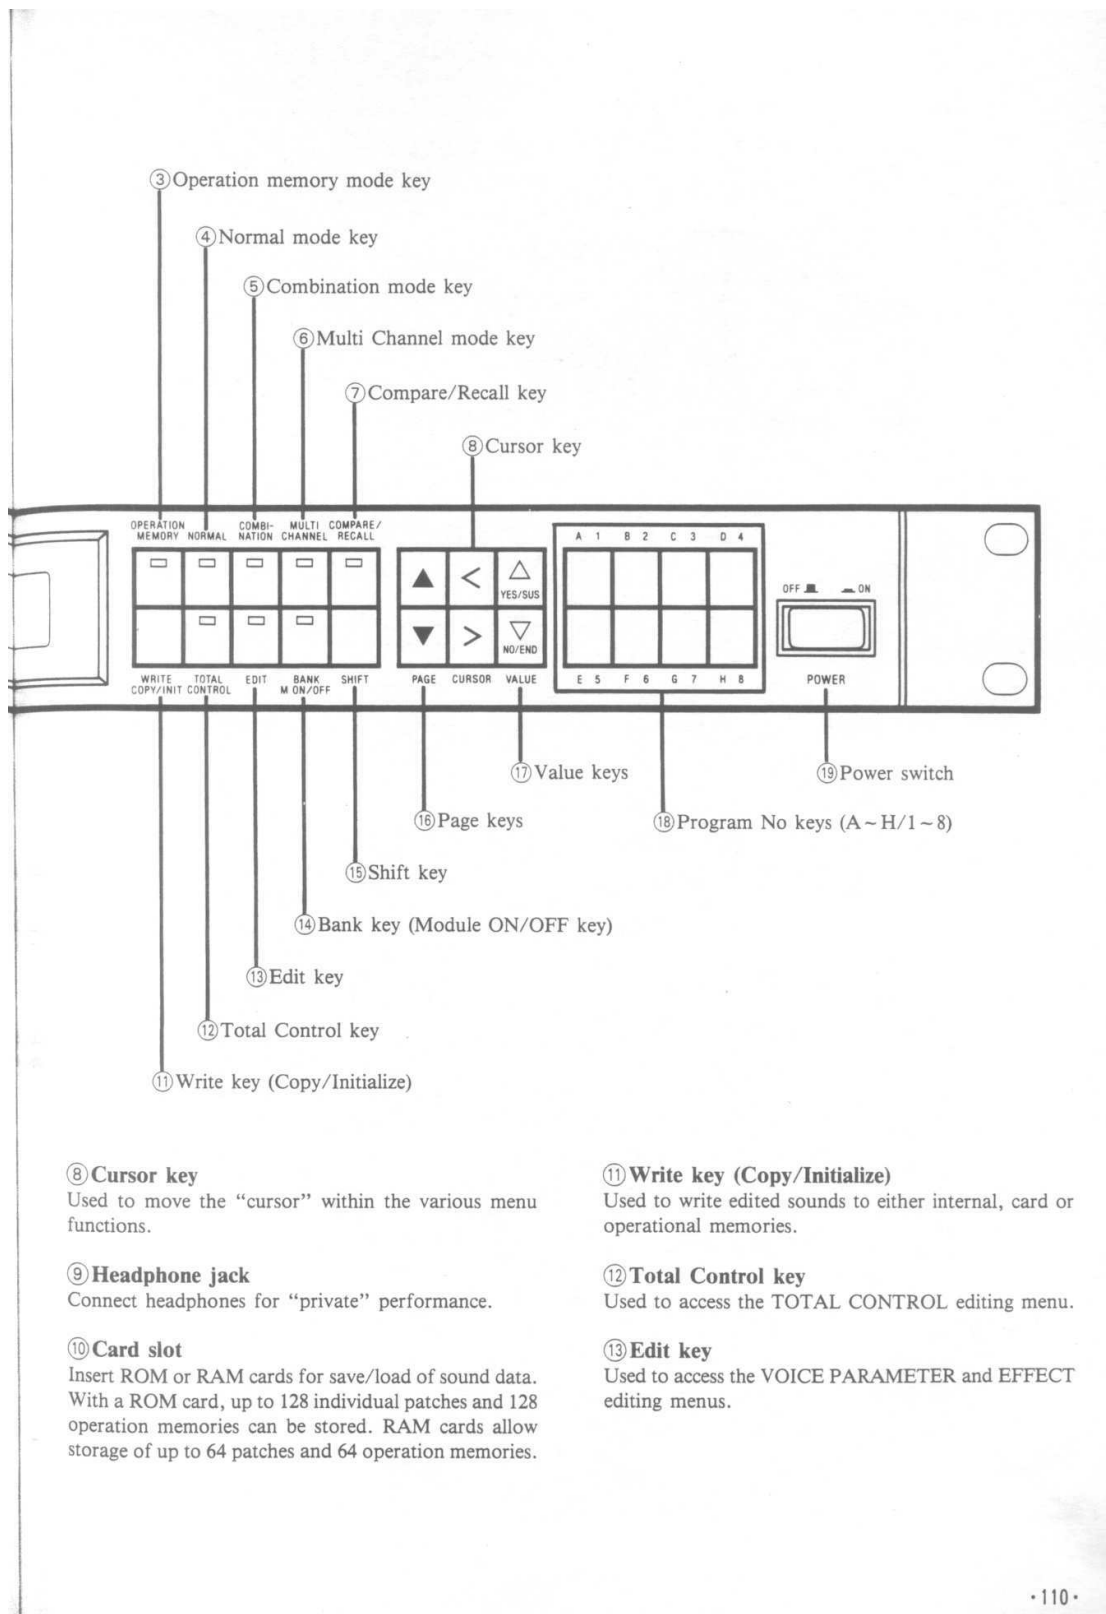 ③Operation memory mode key
④Normal mode key
⑤Combination mode key
⑥Multi Channel mode key
⑦Compare/Recall key
⑧Cursor key
OPERATION MEMORY
NORMAL
COMBI-NATION
MULTI CHANNEL
COMPARE/RECALL
A 1 B 2 C 3 D 4
YES/SUS
OFF ON
NO/END
WRITE COPY/INIT
TOTAL CONTROL
EDIT
BANK M ON/OFF
SHIFT
PAGE CURSOR VALUE
E 5 F 6 G 7 H 8
POWER
⑰Value keys
⑲Power switch
⑯Page keys
⑱Program No keys (A~H/1~8)
⑮Shift key
⑭Bank key (Module ON/OFF key)
⑬Edit key
⑫Total Control key
⑪Write key (Copy/Initialize)
⑧Cursor key
Used to move the “cursor” within the various menu
functions.
⑨Headphone jack
Connect headphones for “private” performance.
⑩Card slot
Insert ROM or RAM cards for save/load of sound data.
With a ROM card, up to 128 individual patches and 128
operation memories can be stored. RAM cards allow
storage of up to 64 patches and 64 operation memories.
⑪Write key (Copy/Initialize)
Used to write edited sounds to either internal, card or
operational memories.
⑫Total Control key
Used to access the TOTAL CONTROL editing menu.
⑬Edit key
Used to access the VOICE PARAMETER and EFFECT
editing menus.
·110·